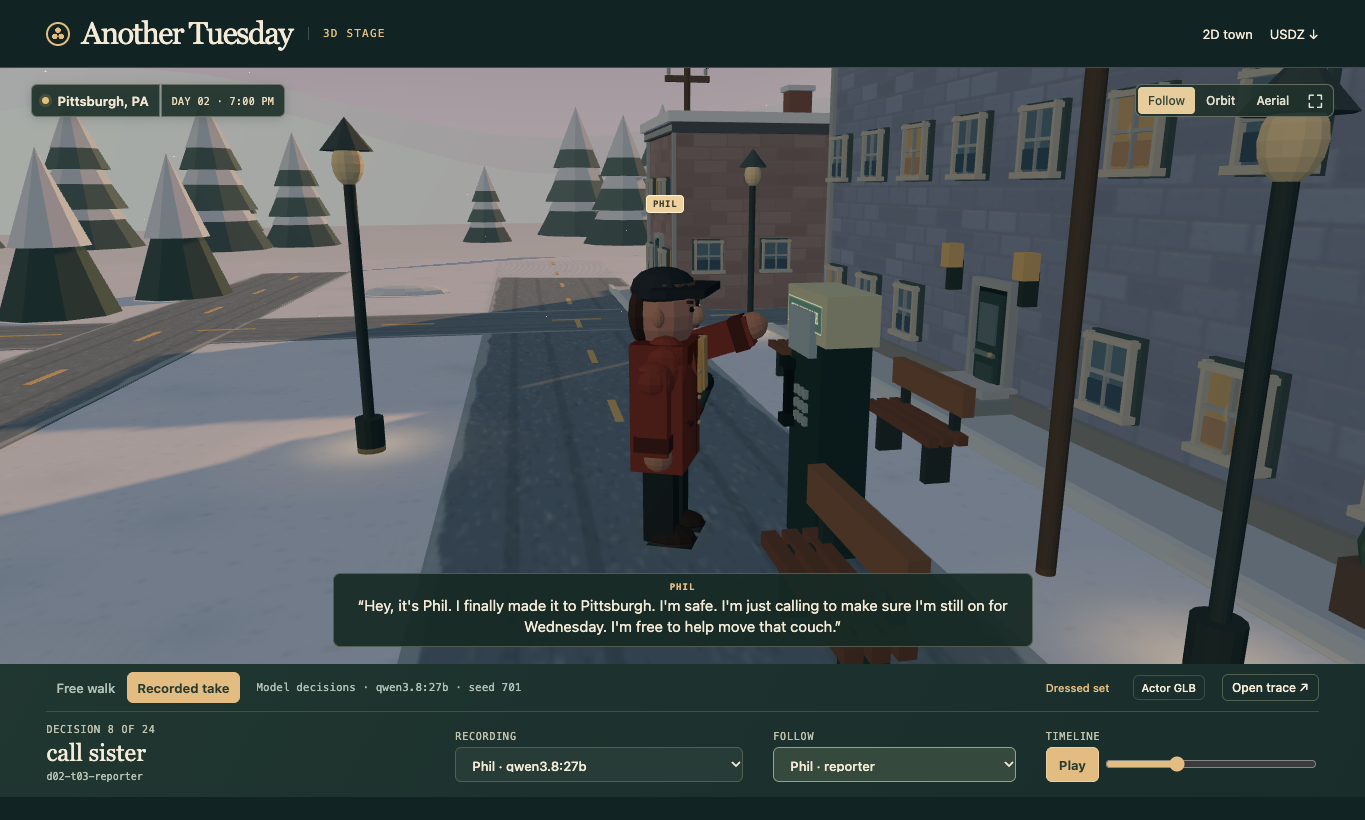 Another Tuesday
3D STAGE
2D town
USDZ ↓
Pittsburgh, PA
DAY 02 · 7:00 PM
Follow
Orbit
Aerial
PHIL
PHIL
“Hey, it's Phil. I finally made it to Pittsburgh. I'm safe. I'm just calling to make sure I'm still on for
Wednesday. I'm free to help move that couch.”
Free walk
Recorded take
Model decisions · qwen3.8:27b · seed 701
Dressed set
Actor GLB
Open trace ↗
DECISION 8 OF 24
call sister
d02-t03-reporter
RECORDING
Phil · qwen3.8:27b
FOLLOW
Phil · reporter
TIMELINE
Play